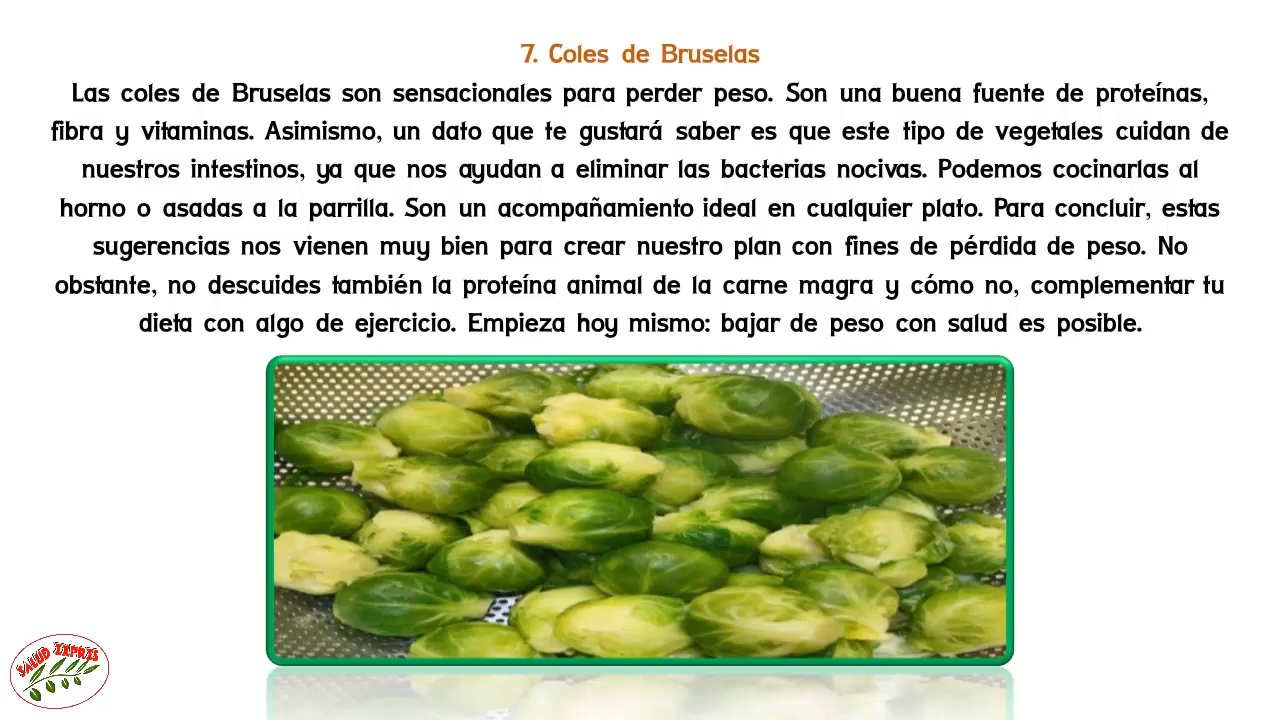 7. Coles de Bruselas
Las coles de Bruselas son sensacionales para perder peso. Son una buena fuente de proteínas,
fibra y vitaminas. Asimismo, un dato que te gustará saber es que este tipo de vegetales cuidan de
nuestros intestinos, ya que nos ayudan a eliminar las bacterias nocivas. Podemos cocinarlas al
horno o asadas a la parrilla. Son un acompañamiento ideal en cualquier plato. Para concluir, estas
sugerencias nos vienen muy bien para crear nuestro plan con fines de pérdida de peso. No
obstante, no descuides también la proteína animal de la carne magra y cómo no, complementar tu
dieta con algo de ejercicio. Empieza hoy mismo: bajar de peso con salud es posible.
SALUD EXPRES